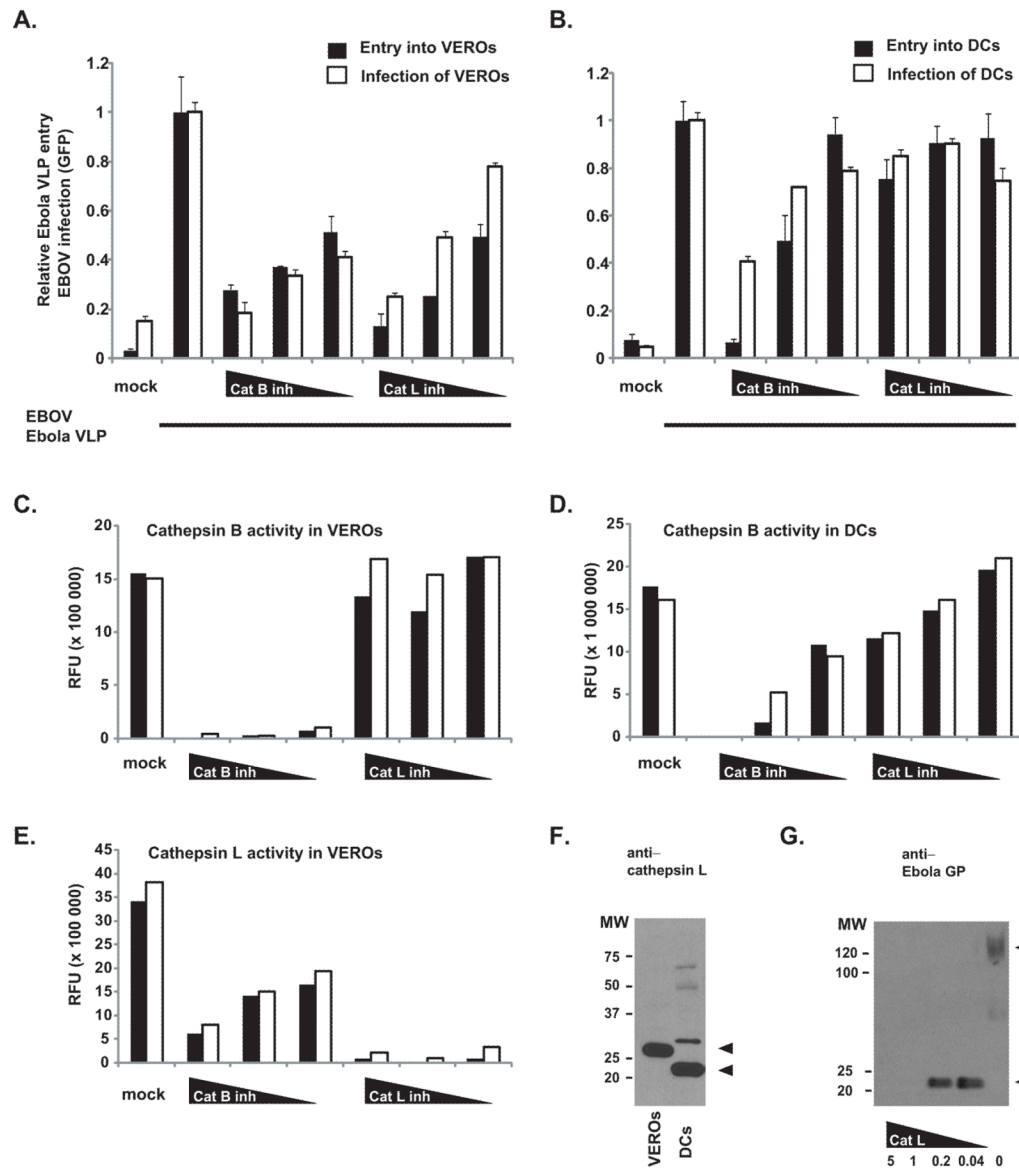 A.
Entry into VEROs
Infection of VEROs
Relative Ebola VLP entry
EBOV infection (GFP)
1.2
1
0.8
0.6
0.4
0.2
0
mock
Cat B inh
Cat L inh
EBOV
Ebola VLP
B.
Entry into DCs
Infection of DCs
1.2
1
0.8
0.6
0.4
0.2
0
mock
Cat B inh
Cat L inh
C.
Cathepsin B activity in VEROs
RFU (x 100 000)
20
15
10
5
0
mock
Cat B inh
Cat L inh
D.
Cathepsin B activity in DCs
RFU (x 1 000 000)
25
20
15
10
5
0
mock
Cat B inh
Cat L inh
E.
Cathepsin L activity in VEROs
RFU (x 100 000)
45
40
35
30
25
20
15
10
5
0
mock
Cat B inh
Cat L inh
F.
anti–
cathepsin L
MW
75
50
37
25
20
VEROs
DCs
G.
anti–
Ebola GP
MW
120
100
25
20
Cat L
5 1 0.2 0.04 0